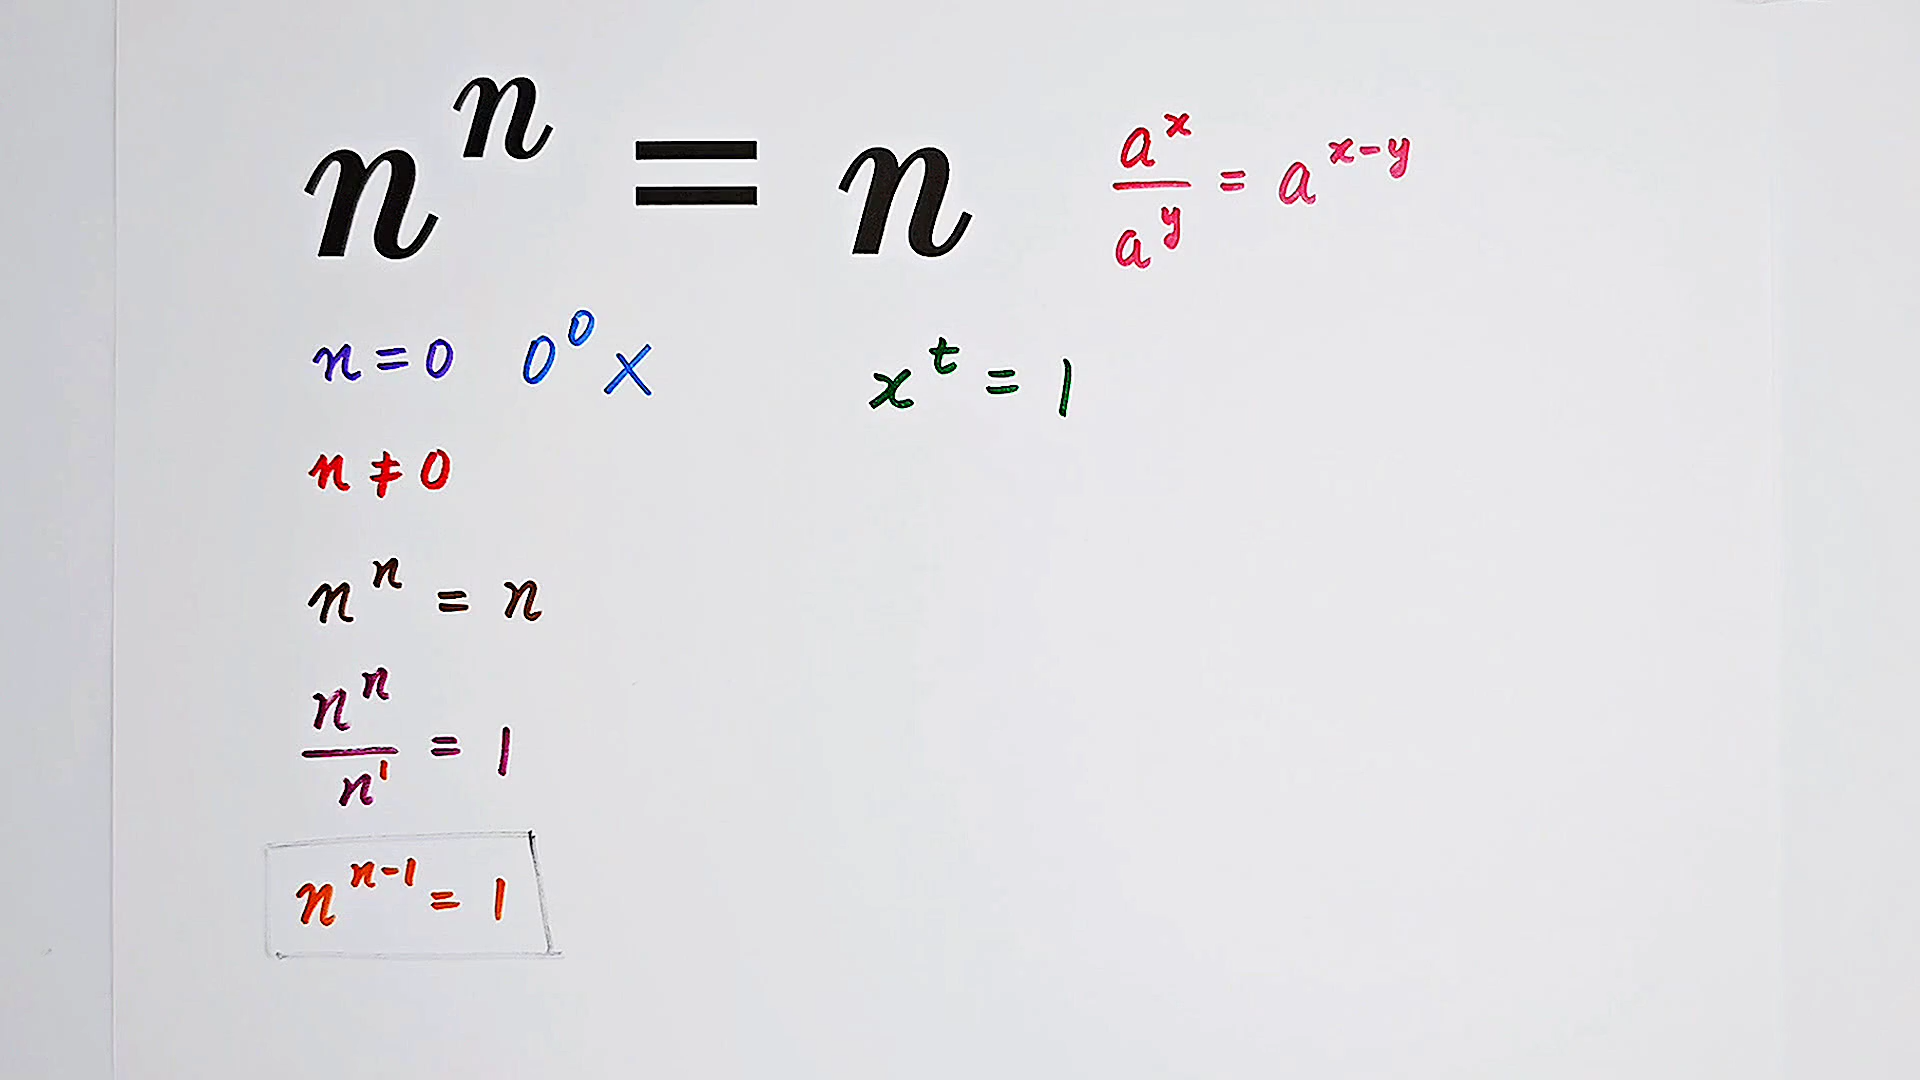 n^n = n
a^x / a^y = a^(x-y)
n = 0 0^0 X
x^t = 1
n ≠ 0
n^n = n
n^n / n^1 = 1
n^(n-1) = 1